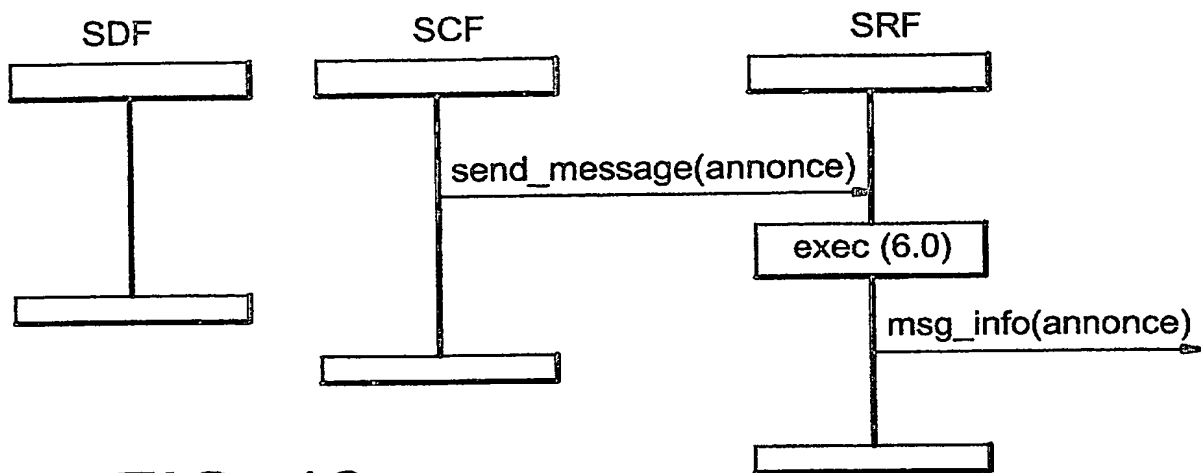 SDF
SCF
SRF
send_message(annonce)
exec (6.0)
msg_info(annonce)